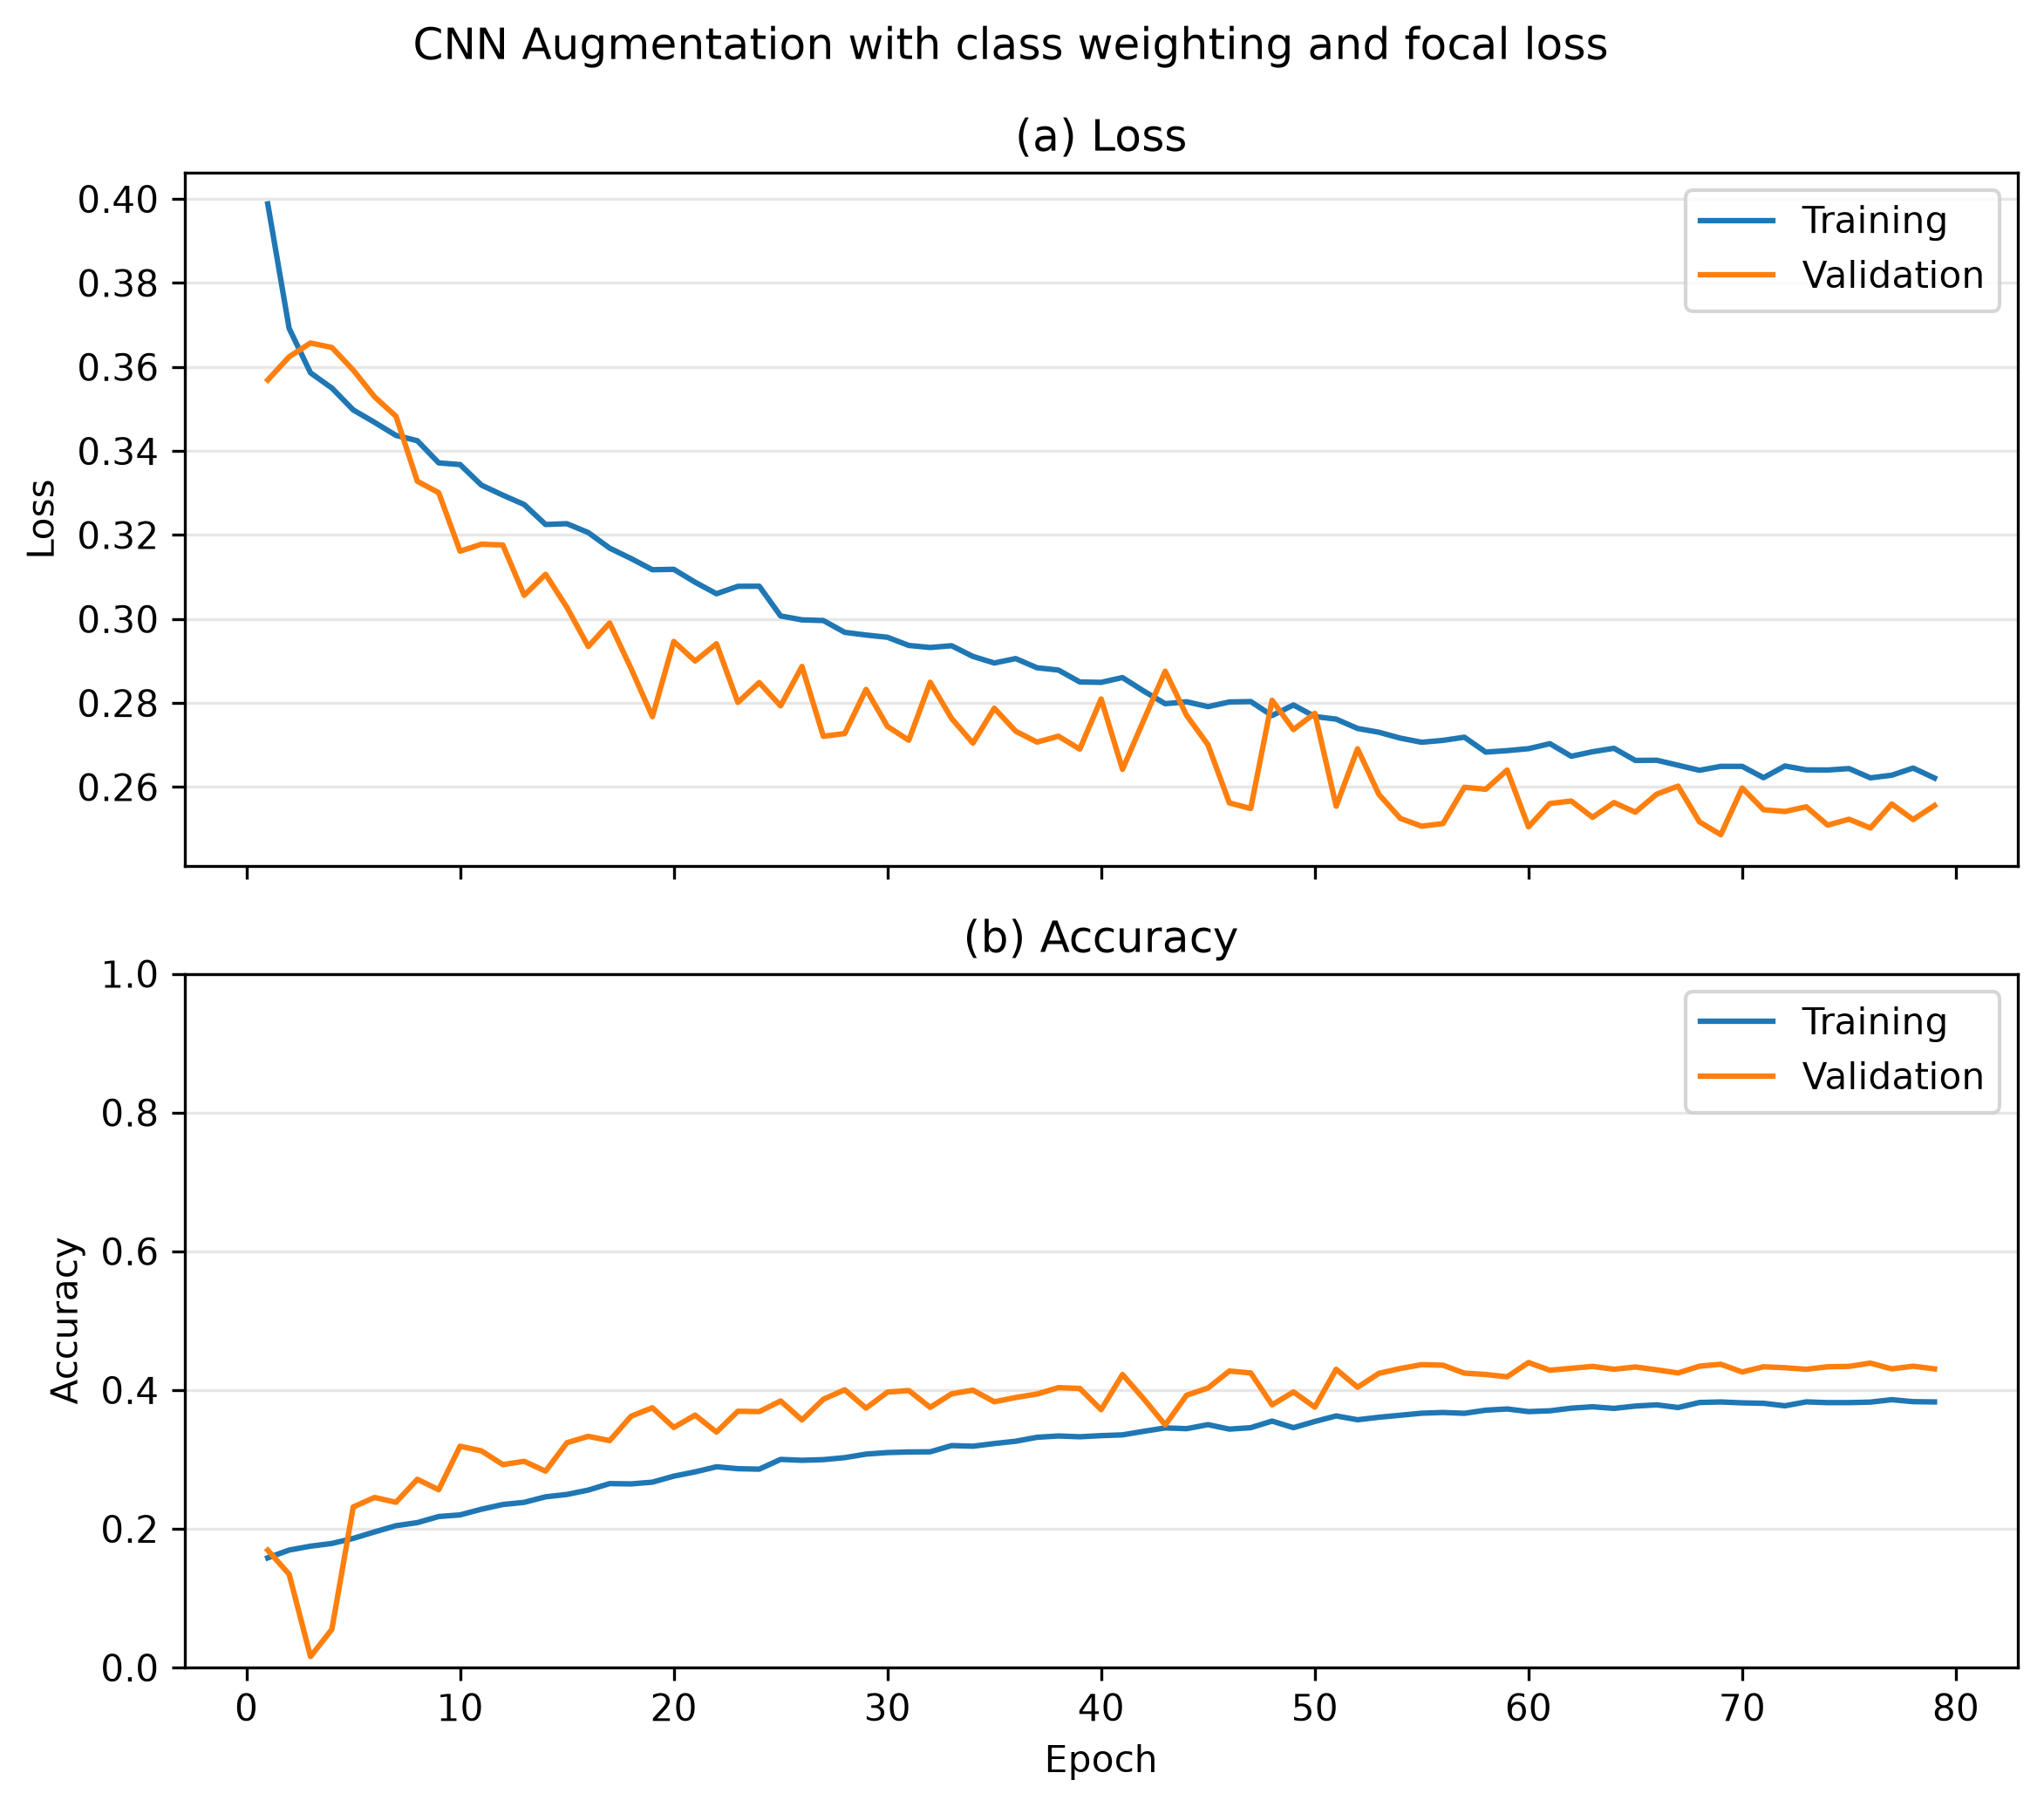 CNN Augmentation with class weighting and focal loss
(a) Loss
Loss
0.40
0.38
0.36
0.34
0.32
0.30
0.28
0.26
Training
Validation
(b) Accuracy
Accuracy
1.0
0.8
0.6
0.4
0.2
0.0
Training
Validation
0 10 20 30 40 50 60 70 80
Epoch